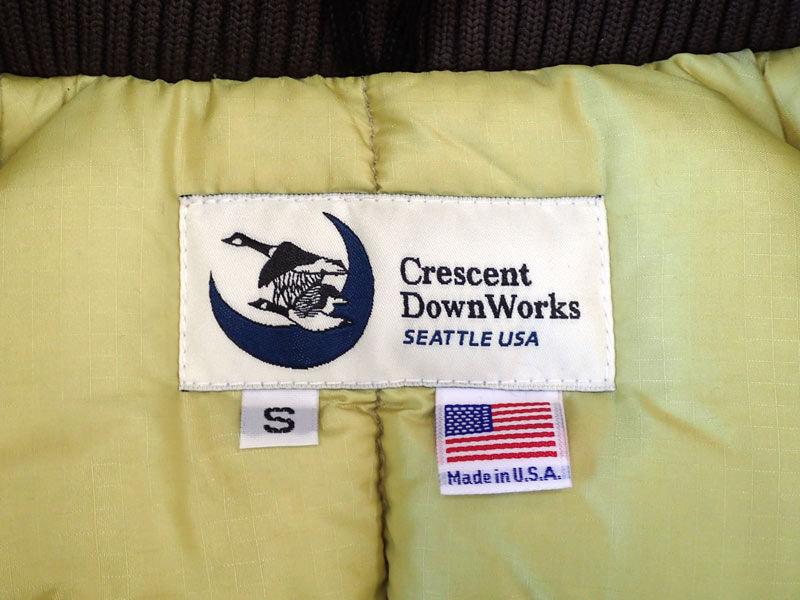 Crescent
DownWorks
SEATTLE USA
S
Made in U.S.A.